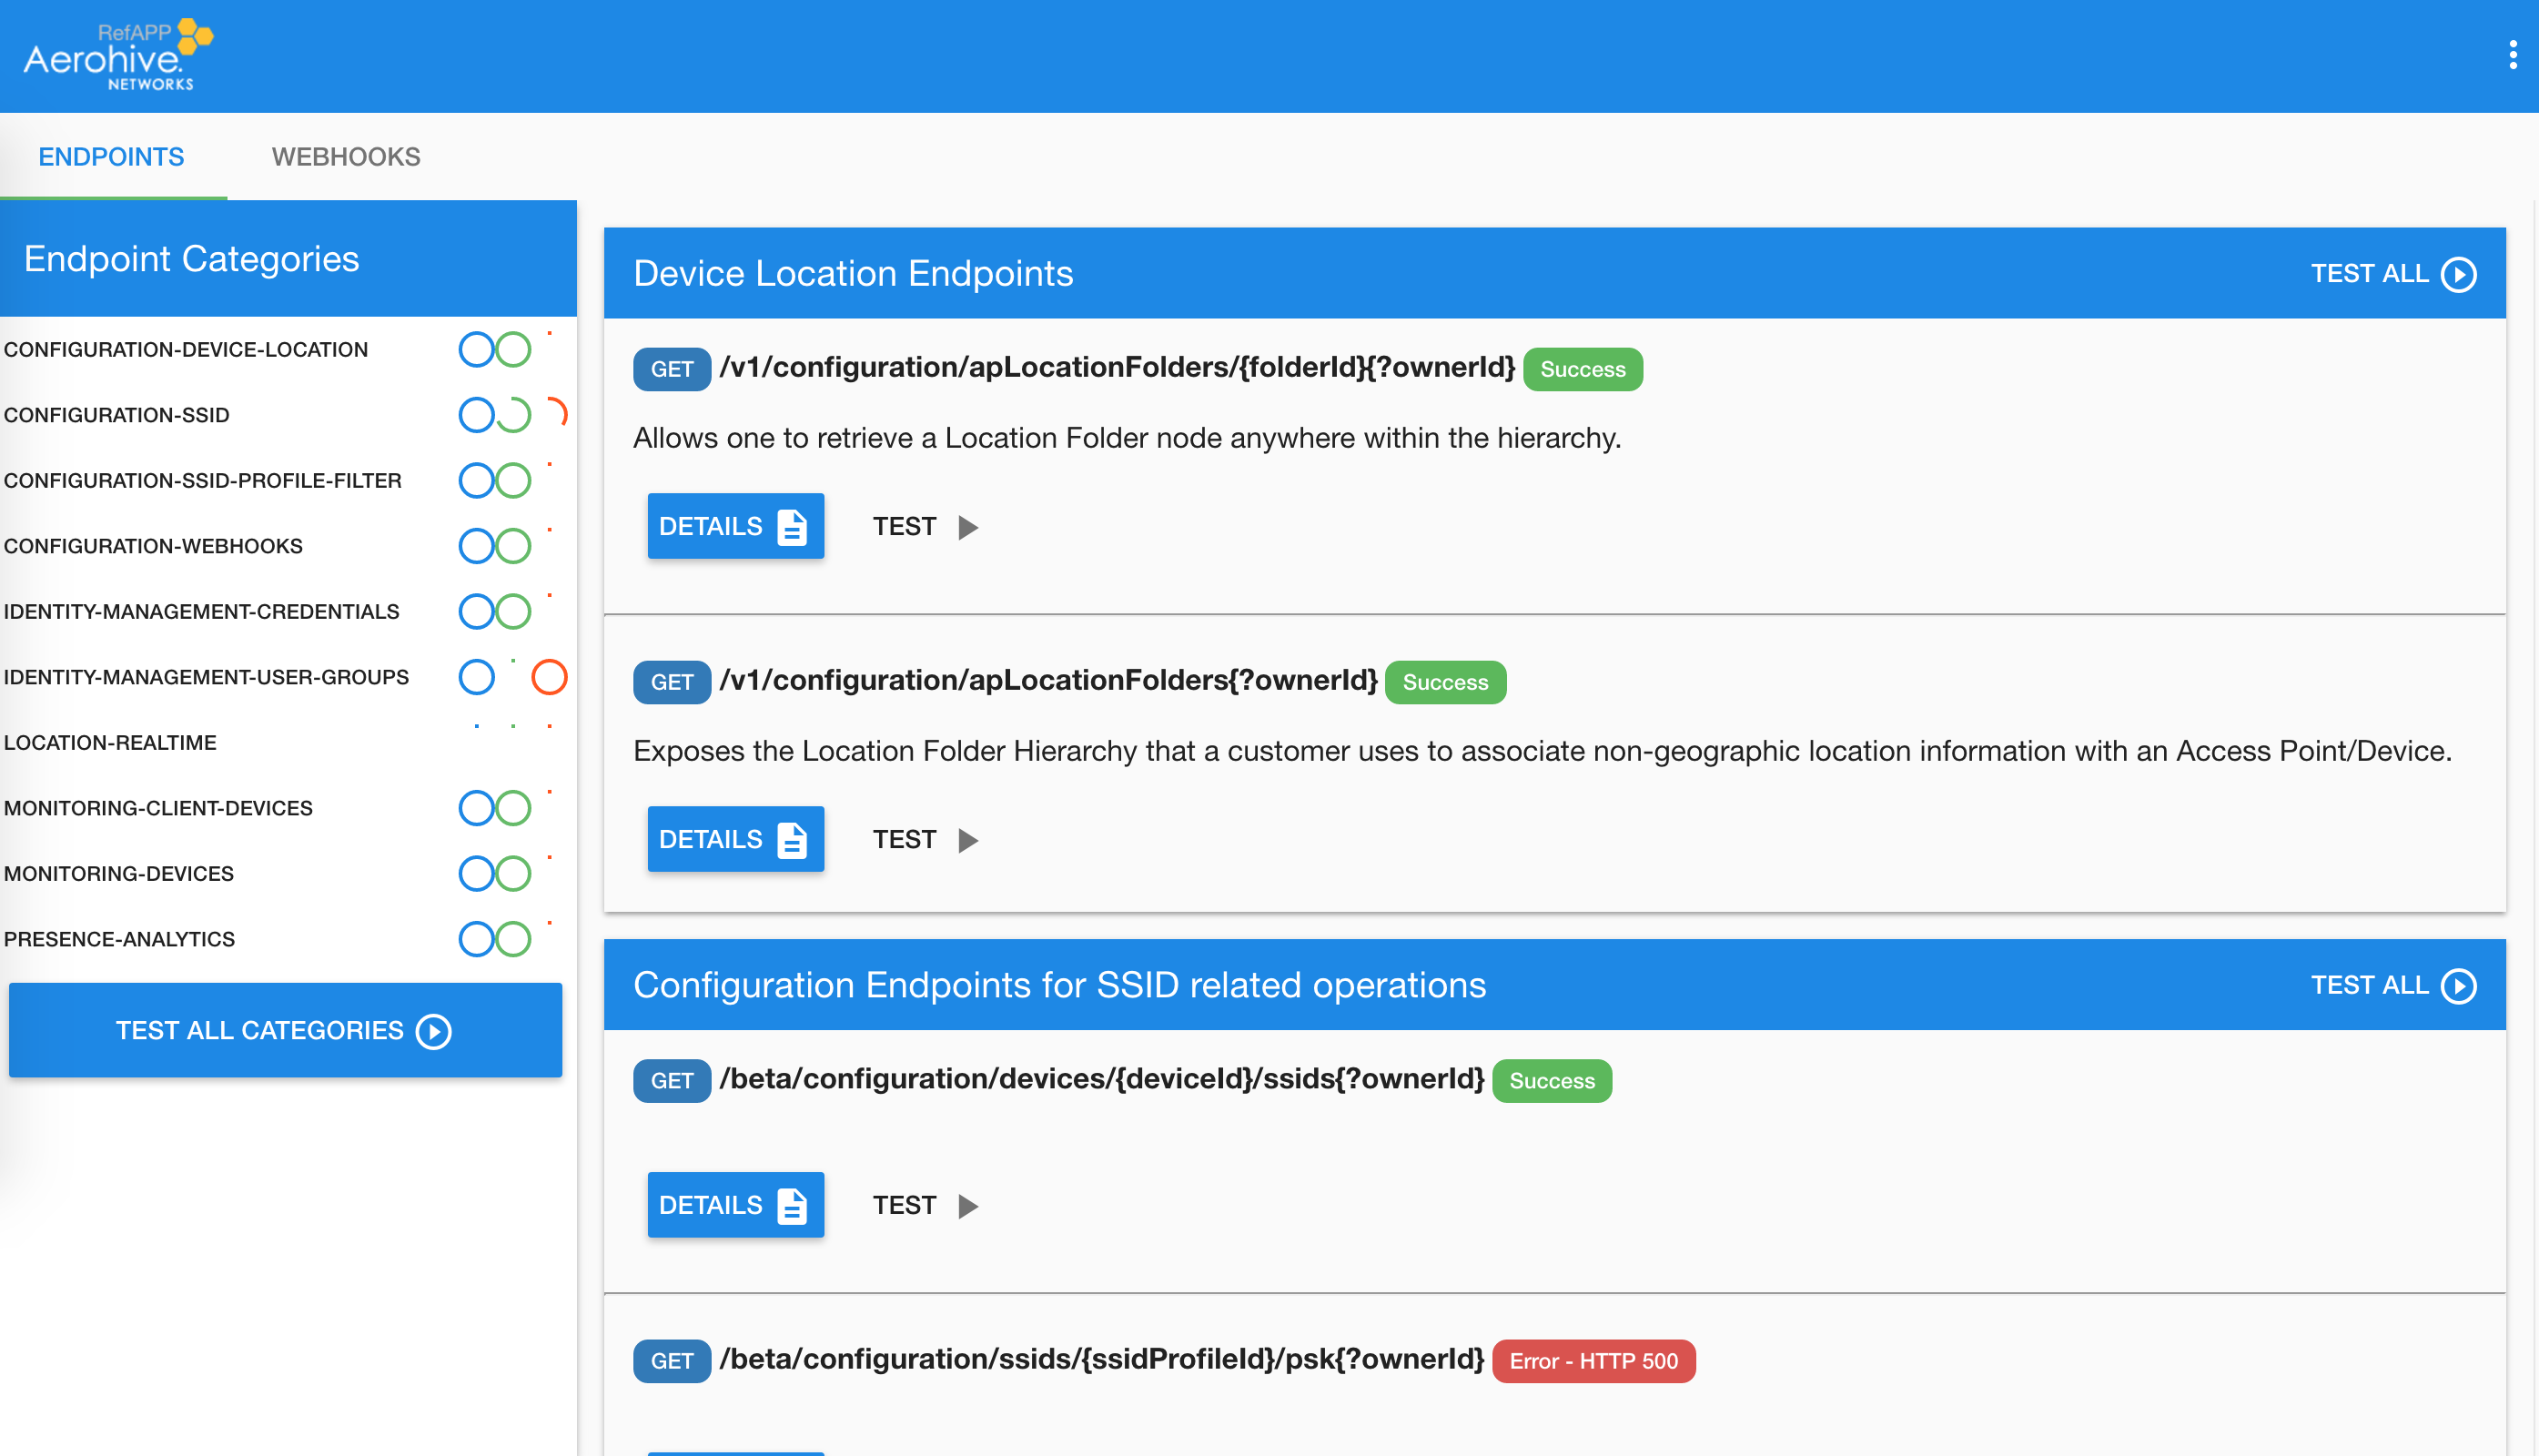 RefAPP
Aerohive
NETWORKS
ENDPOINTS
WEBHOOKS
Endpoint Categories
CONFIGURATION-DEVICE-LOCATION
CONFIGURATION-SSID
CONFIGURATION-SSID-PROFILE-FILTER
CONFIGURATION-WEBHOOKS
IDENTITY-MANAGEMENT-CREDENTIALS
IDENTITY-MANAGEMENT-USER-GROUPS
LOCATION-REALTIME
MONITORING-CLIENT-DEVICES
MONITORING-DEVICES
PRESENCE-ANALYTICS
TEST ALL CATEGORIES
Device Location Endpoints
TEST ALL
GET /v1/configuration/apLocationFolders/{folderId}{?ownerId} Success
Allows one to retrieve a Location Folder node anywhere within the hierarchy.
DETAILS TEST
GET /v1/configuration/apLocationFolders{?ownerId} Success
Exposes the Location Folder Hierarchy that a customer uses to associate non-geographic location information with an Access Point/Device.
DETAILS TEST
Configuration Endpoints for SSID related operations
TEST ALL
GET /beta/configuration/devices/{deviceId}/ssids{?ownerId} Success
DETAILS TEST
GET /beta/configuration/ssids/{ssidProfileId}/psk{?ownerId} Error - HTTP 500